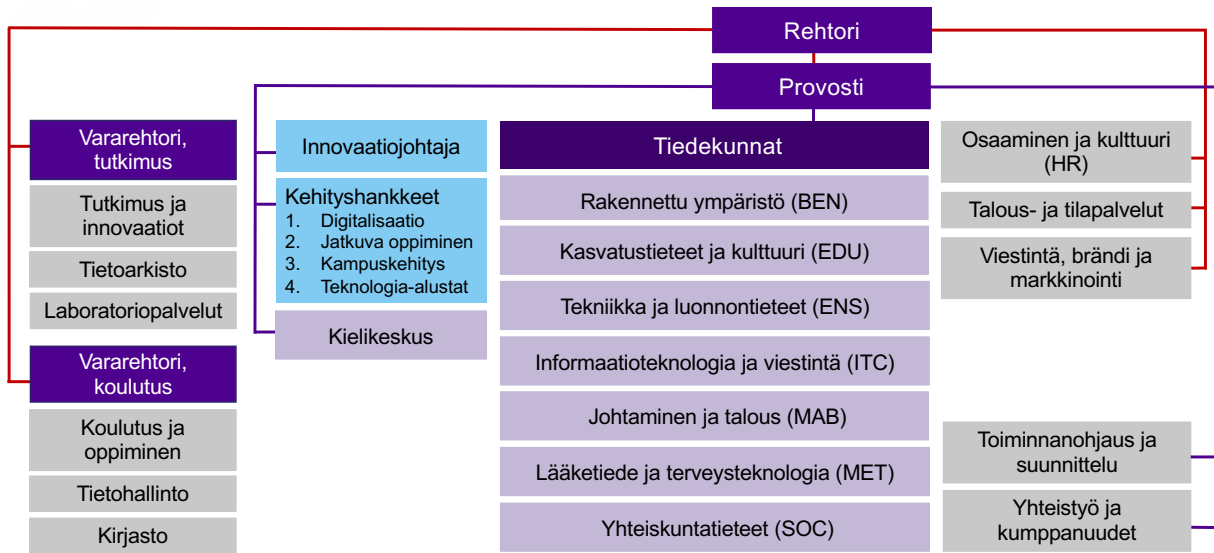 Rehtori
Provosti
Vararehtori,
tutkimus
Tutkimus ja
innovaatiot
Tietoarkisto
Laboratoriopalvelut
Vararehtori,
koulutus
Koulutus ja
oppiminen
Tietohallinto
Kirjasto
Innovaatiojohtaja
Kehityshankkeet
1. Digitalisaatio
2. Jatkuva oppiminen
3. Kampuskehitys
4. Teknologia-alustat
Kielikeskus
Tiedekunnat
Rakennettu ympäristö (BEN)
Kasvatustieteet ja kulttuuri (EDU)
Tekniikka ja luonnontieteet (ENS)
Informaatioteknologia ja viestintä (ITC)
Johtaminen ja talous (MAB)
Lääketiede ja terveysteknologia (MET)
Yhteiskuntatieteet (SOC)
Osaaminen ja kulttuuri
(HR)
Talous- ja tilapalvelut
Viestintä, brändi ja
markkinointi
Toiminnanohjaus ja
suunnittelu
Yhteistyö ja
kumppanuudet